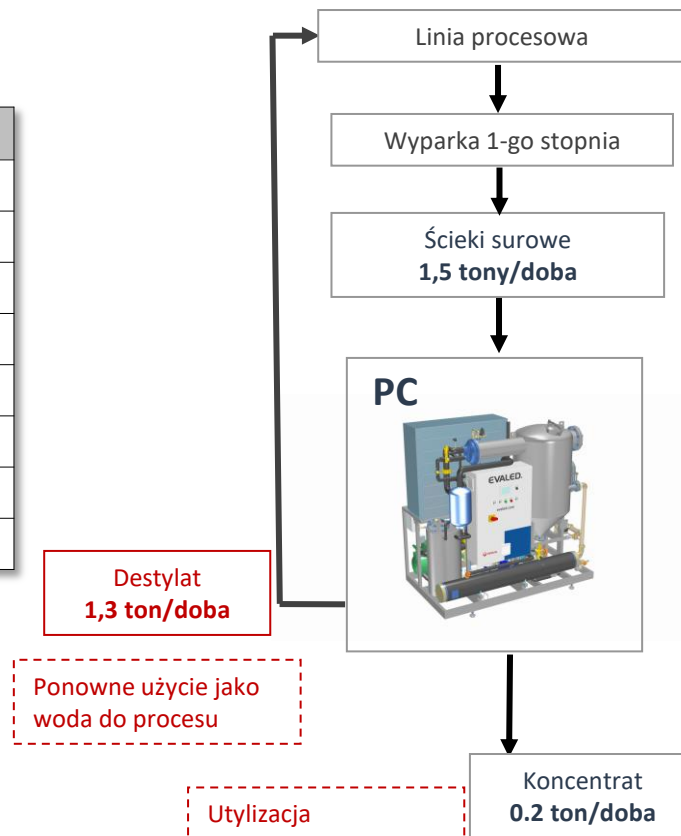 Linia procesowa
Wyparka 1-go stopnia
Ścieki surowe
1,5 tony/doba
PC
EVALED.
Destylat
1,3 ton/doba
Ponowne użycie jako
woda do procesu
Koncentrat
0.2 ton/doba
Utylizacja